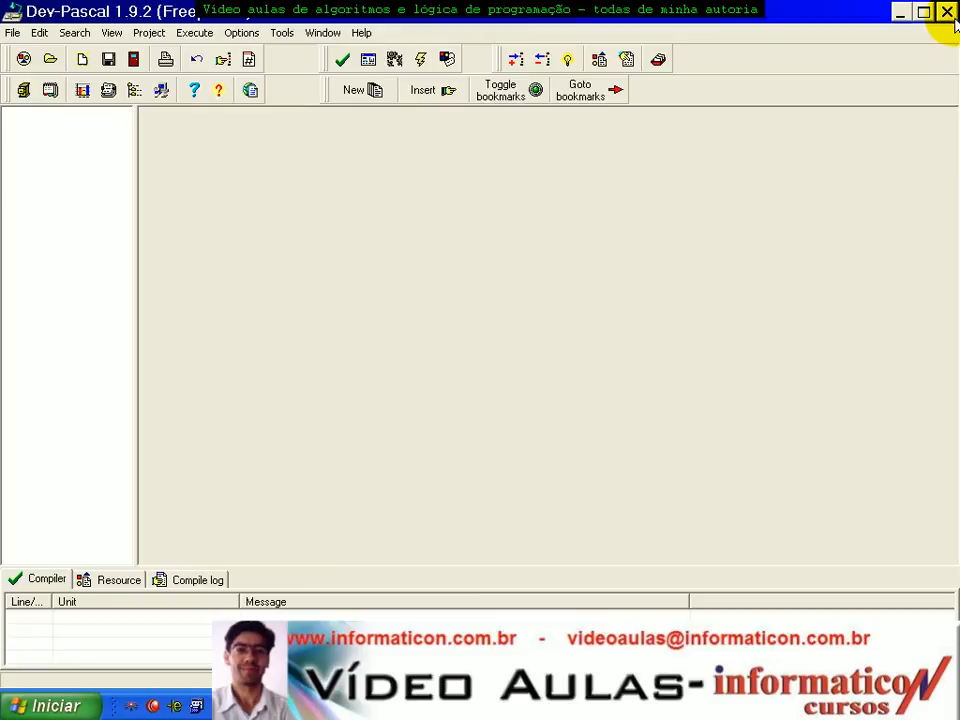 Dev-Pascal 1.9.2 (Free
Vídeo aulas de algoritmos e lógica de programação - todas de minha autoria
File Edit Search View Project Execute Options Tools Window Help
New Insert Toggle bookmarks Goto bookmarks
Compiler Resource Compile log
Line/... Unit Message
www.informaticon.com.br - videoaulas@informaticon.com.br
VÍDEO AULAS- informaticon
cursos
Iniciar